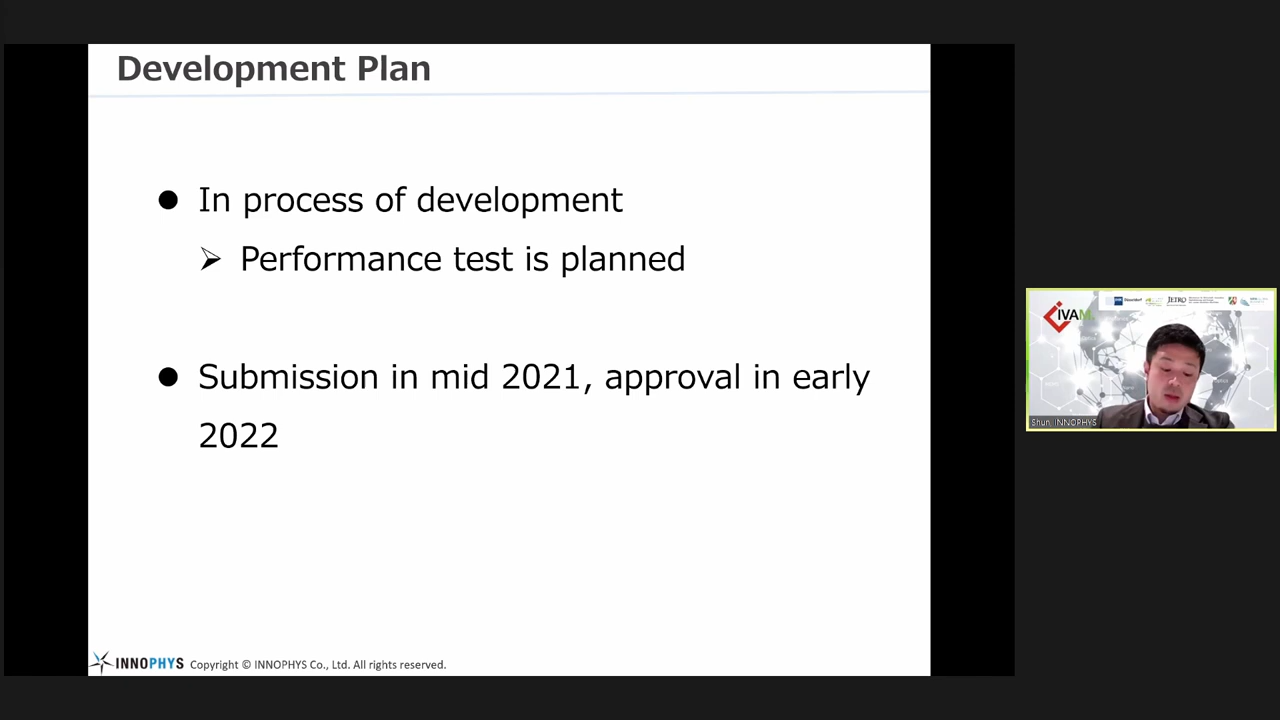 Development Plan
● In process of development
➢ Performance test is planned
● Submission in mid 2021, approval in early
2022
INNOPHYS Copyright © INNOPHYS Co., Ltd. All rights reserved.
IVAM.
JETRO
Shun, INNOPHYS